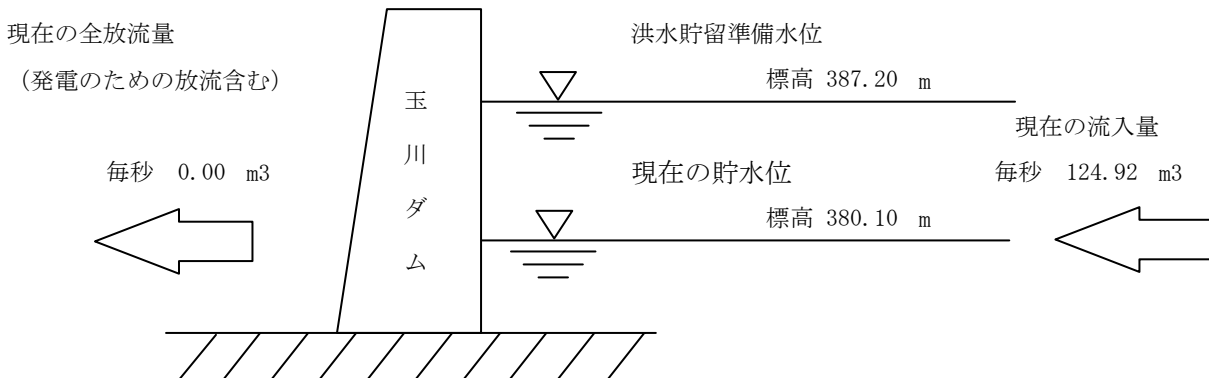 現在の全放流量
（発電のための放流含む）
毎秒 0.00 m3
玉川ダム
洪水貯留準備水位
標高 387.20 m
現在の貯水位
標高 380.10 m
現在の流入量
毎秒 124.92 m3